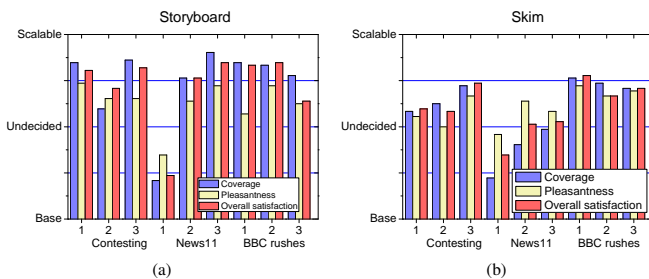 Storyboard
Scalable
Undecided
Base
Coverage
Pleasantness
Overall satisfaction
1 2 3 1 2 3 1 2 3
Contesting News11 BBC rushes
(a)
Skim
Scalable
Undecided
Base
Coverage
Pleasantness
Overall satisfaction
1 2 3 1 2 3 1 2 3
Contesting News11 BBC rushes
(b)